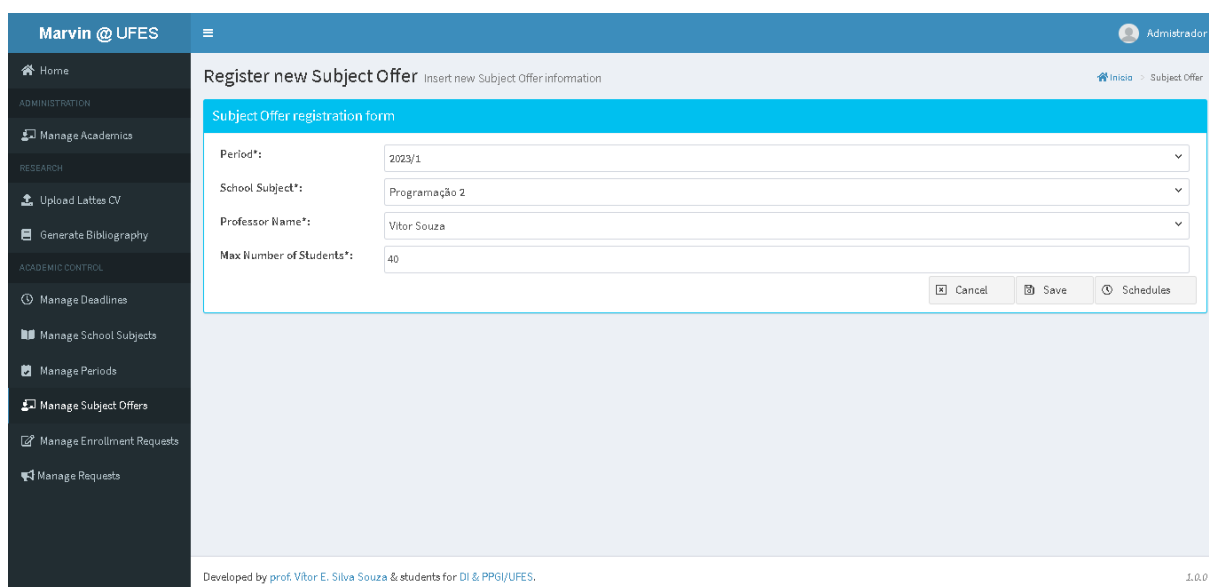 Marvin @ UFES
Admistrador
Home
ADMINISTRATION
Manage Academics
RESEARCH
Upload Lattes CV
Generate Bibliography
ACADEMIC CONTROL
Manage Deadlines
Manage School Subjects
Manage Periods
Manage Subject Offers
Manage Enrollment Requests
Manage Requests
Register new Subject Offer Insert new Subject Offer information
Inicio > Subject Offer
Subject Offer registration form
Period*: 2023/1
School Subject*: Programação 2
Professor Name*: Vitor Souza
Max Number of Students*: 40
Cancel Save Schedules
Developed by prof. Vítor E. Silva Souza & students for DI & PPGI/UFES. 1.0.0